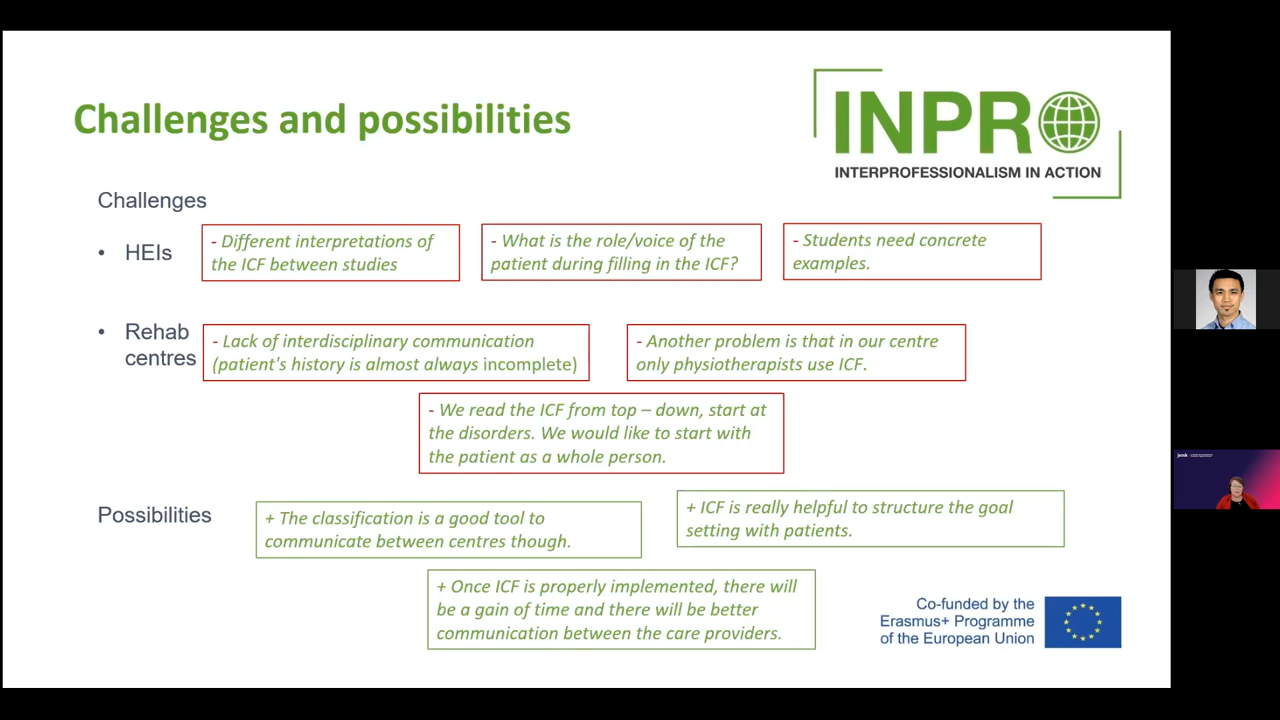 Challenges and possibilities
INPRO
INTERPROFESSIONALISM IN ACTION
Challenges
• HEIs
- Different interpretations of
the ICF between studies
- What is the role/voice of the
patient during filling in the ICF?
- Students need concrete
examples.
• Rehab
centres
- Lack of interdisciplinary communication
(patient's history is almost always incomplete)
- Another problem is that in our centre
only physiotherapists use ICF.
- We read the ICF from top – down, start at
the disorders. We would like to start with
the patient as a whole person.
Possibilities
+ The classification is a good tool to
communicate between centres though.
+ ICF is really helpful to structure the goal
setting with patients.
+ Once ICF is properly implemented, there will
be a gain of time and there will be better
communication between the care providers.
Co-funded by the
Erasmus+ Programme
of the European Union
jamk